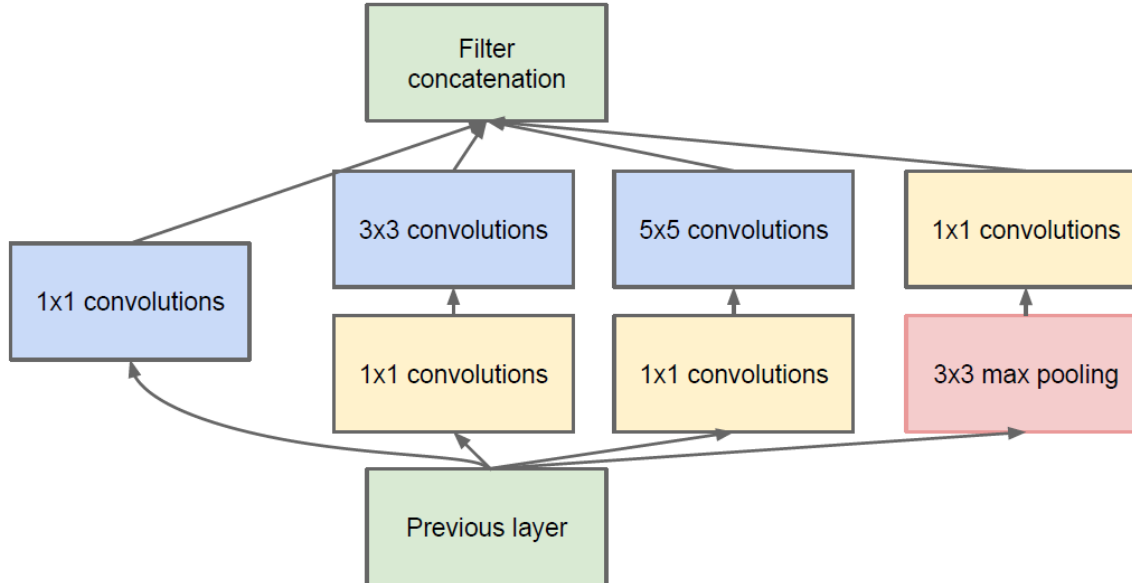 Filter
concatenation
3x3 convolutions
5x5 convolutions
1x1 convolutions
1x1 convolutions
1x1 convolutions
1x1 convolutions
3x3 max pooling
Previous layer